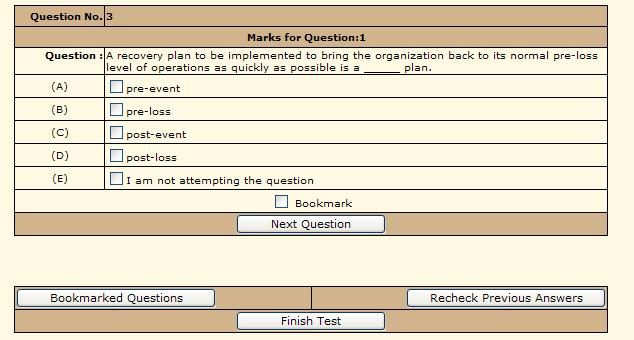 Question No. 3
Marks for Question:1
Question : A recovery plan to be implemented to bring the organization back to its normal pre-loss
level of operations as quickly as possible is a _____ plan.
(A) pre-event
(B) pre-loss
(C) post-event
(D) post-loss
(E) I am not attempting the question
Bookmark
Next Question
Bookmarked Questions Recheck Previous Answers
Finish Test